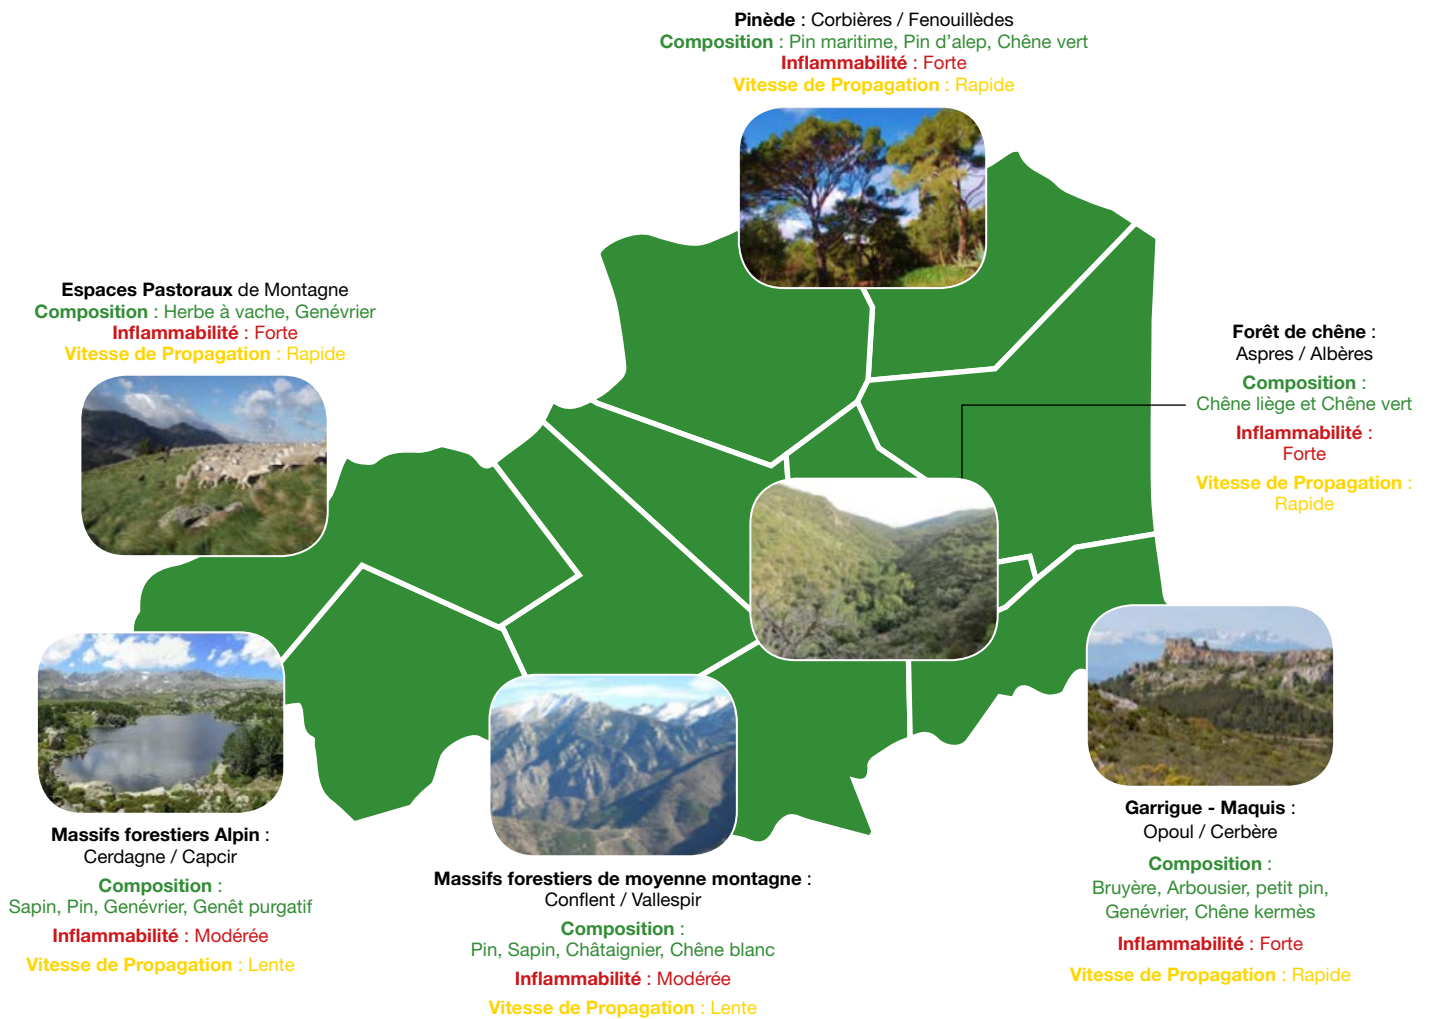 Pinède : Corbières / Fenouillèdes
Composition : Pin maritime, Pin d'alep, Chêne vert
Inflammabilité : Forte
Vitesse de Propagation : Rapide
Espaces Pastoraux de Montagne
Composition : Herbe à vache, Genévrier
Inflammabilité : Forte
Vitesse de Propagation : Rapide
Forêt de chêne :
Aspres / Albères
Composition :
Chêne liège et Chêne vert
Inflammabilité :
Forte
Vitesse de Propagation :
Rapide
Massifs forestiers Alpin :
Cerdagne / Capcir
Composition :
Sapin, Pin, Genévrier, Genêt purgatif
Inflammabilité : Modérée
Vitesse de Propagation : Lente
Massifs forestiers de moyenne montagne :
Conflent / Vallespir
Composition :
Pin, Sapin, Châtaignier, Chêne blanc
Inflammabilité : Modérée
Vitesse de Propagation : Lente
Garrigue - Maquis :
Opoul / Cerbère
Composition :
Bruyère, Arbousier, petit pin,
Genévrier, Chêne kermès
Inflammabilité : Forte
Vitesse de Propagation : Rapide